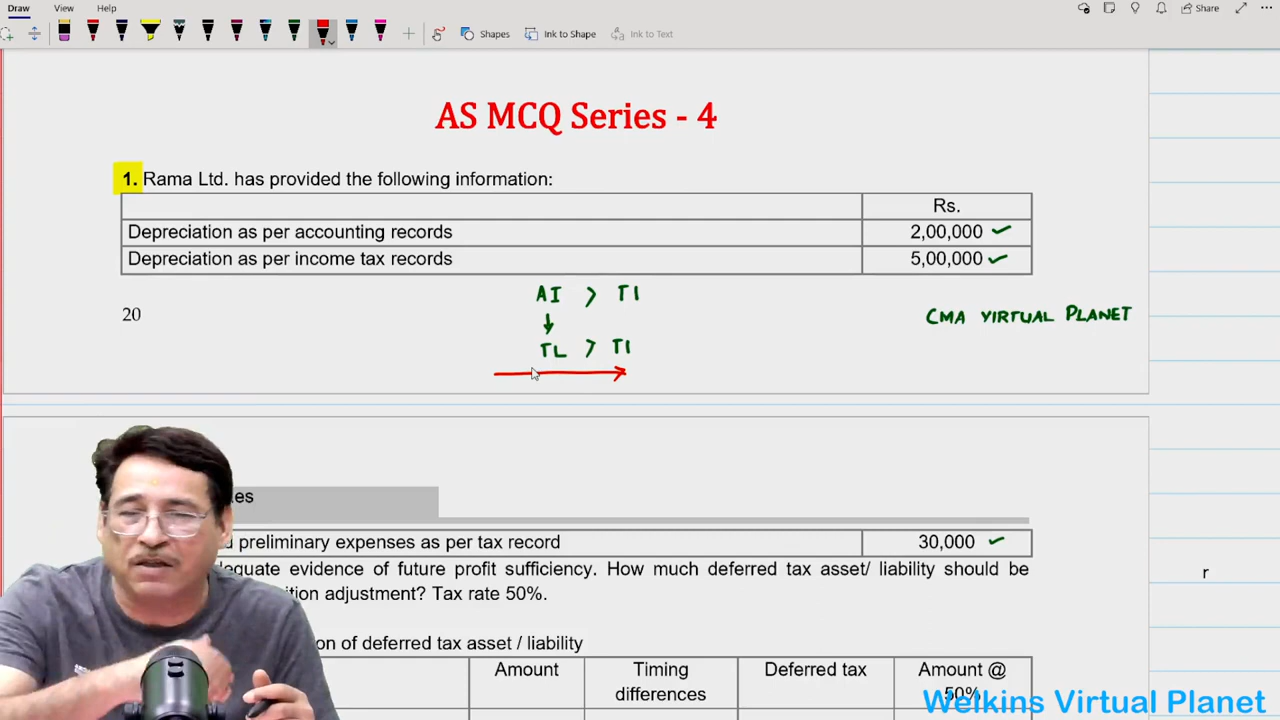 Draw View Help Share
Shapes Ink to Shape Ink to Text
AS MCQ Series - 4
1. Rama Ltd. has provided the following information:
Rs.
Depreciation as per accounting records 2,00,000
Depreciation as per income tax records 5,00,000
AI > TI
20
CMA VIRTUAL PLANET
TL > TI
preliminary expenses as per tax record 30,000
evidence of future profit sufficiency. How much deferred tax asset/ liability should be
adjustment? Tax rate 50%.
of deferred tax asset / liability
Amount Timing differences Deferred tax Amount @ 50%
r
Welkins Virtual Planet